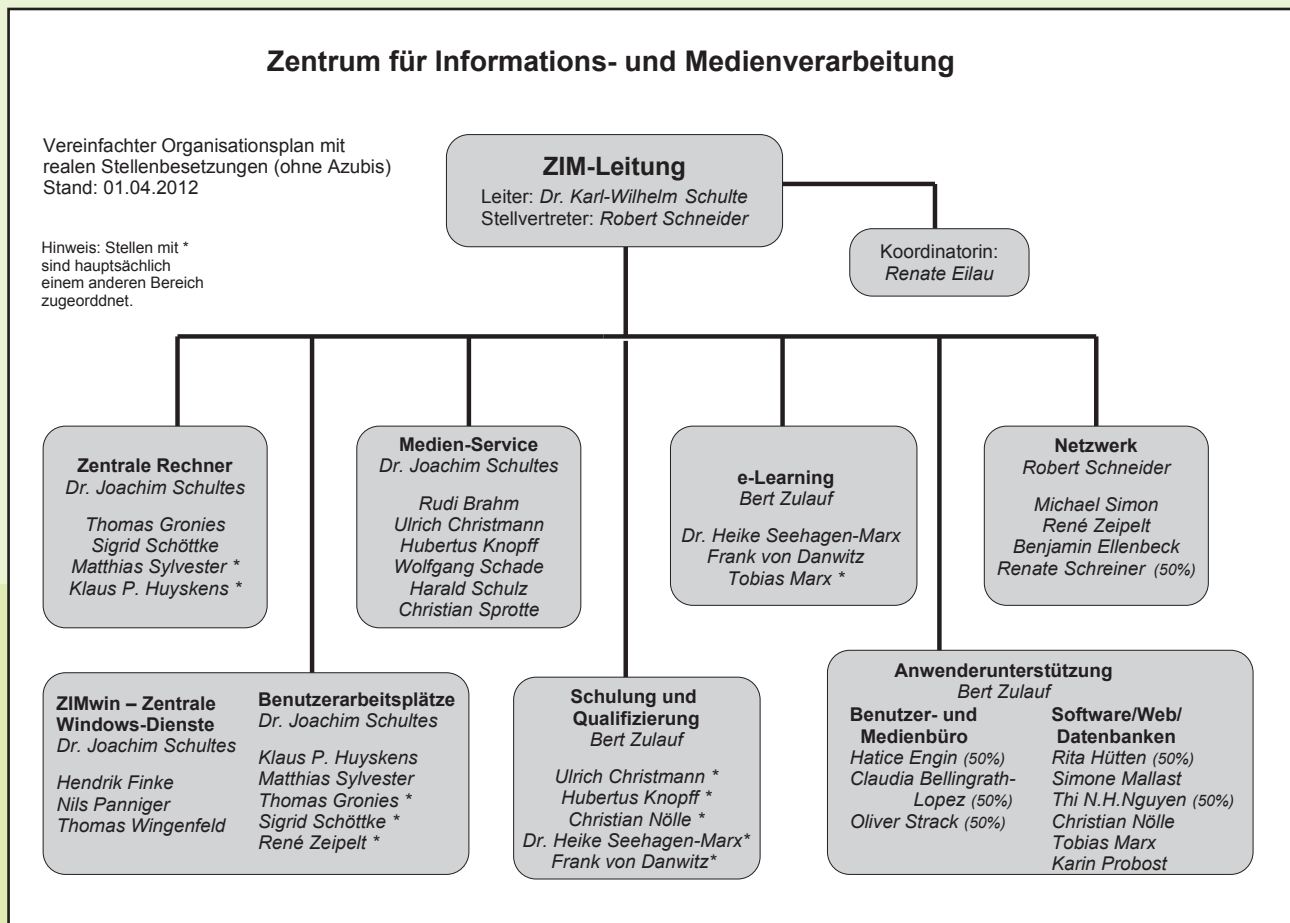 Zentrum für Informations- und Medienverarbeitung
Vereinfachter Organisationsplan mit
realen Stellenbesetzungen (ohne Azubis)
Stand: 01.04.2012
Hinweis: Stellen mit *
sind hauptsächlich
einem anderen Bereich
zugeorddnet.
ZIM-Leitung
Leiter: Dr. Karl-Wilhelm Schulte
Stellvertreter: Robert Schneider
Koordinatorin:
Renate Eilau
Zentrale Rechner
Dr. Joachim Schultes
Thomas Gronies
Sigrid Schöttke
Matthias Sylvester *
Klaus P. Huyskens *
Medien-Service
Dr. Joachim Schultes
Rudi Brahm
Ulrich Christmann
Hubertus Knopff
Wolfgang Schade
Harald Schulz
Christian Sprotte
e-Learning
Bert Zulauf
Dr. Heike Seehagen-Marx
Frank von Danwitz
Tobias Marx *
Netzwerk
Robert Schneider
Michael Simon
René Zeipelt
Benjamin Ellenbeck
Renate Schreiner (50%)
ZIMwin – Zentrale
Windows-Dienste
Dr. Joachim Schultes
Hendrik Finke
Nils Panniger
Thomas Wingenfeld
Benutzerarbeitsplätze
Dr. Joachim Schultes
Klaus P. Huyskens
Matthias Sylvester
Thomas Gronies *
Sigrid Schöttke *
René Zeipelt *
Schulung und
Qualifizierung
Bert Zulauf
Ulrich Christmann *
Hubertus Knopff *
Christian Nölle *
Dr. Heike Seehagen-Marx*
Frank von Danwitz*
Anwenderunterstützung
Bert Zulauf
Benutzer- und
Medienbüro
Hatice Engin (50%)
Claudia Bellingrath-
Lopez (50%)
Oliver Strack (50%)
Software/Web/
Datenbanken
Rita Hütten (50%)
Simone Mallast
Thi N.H.Nguyen (50%)
Christian Nölle
Tobias Marx
Karin Probost